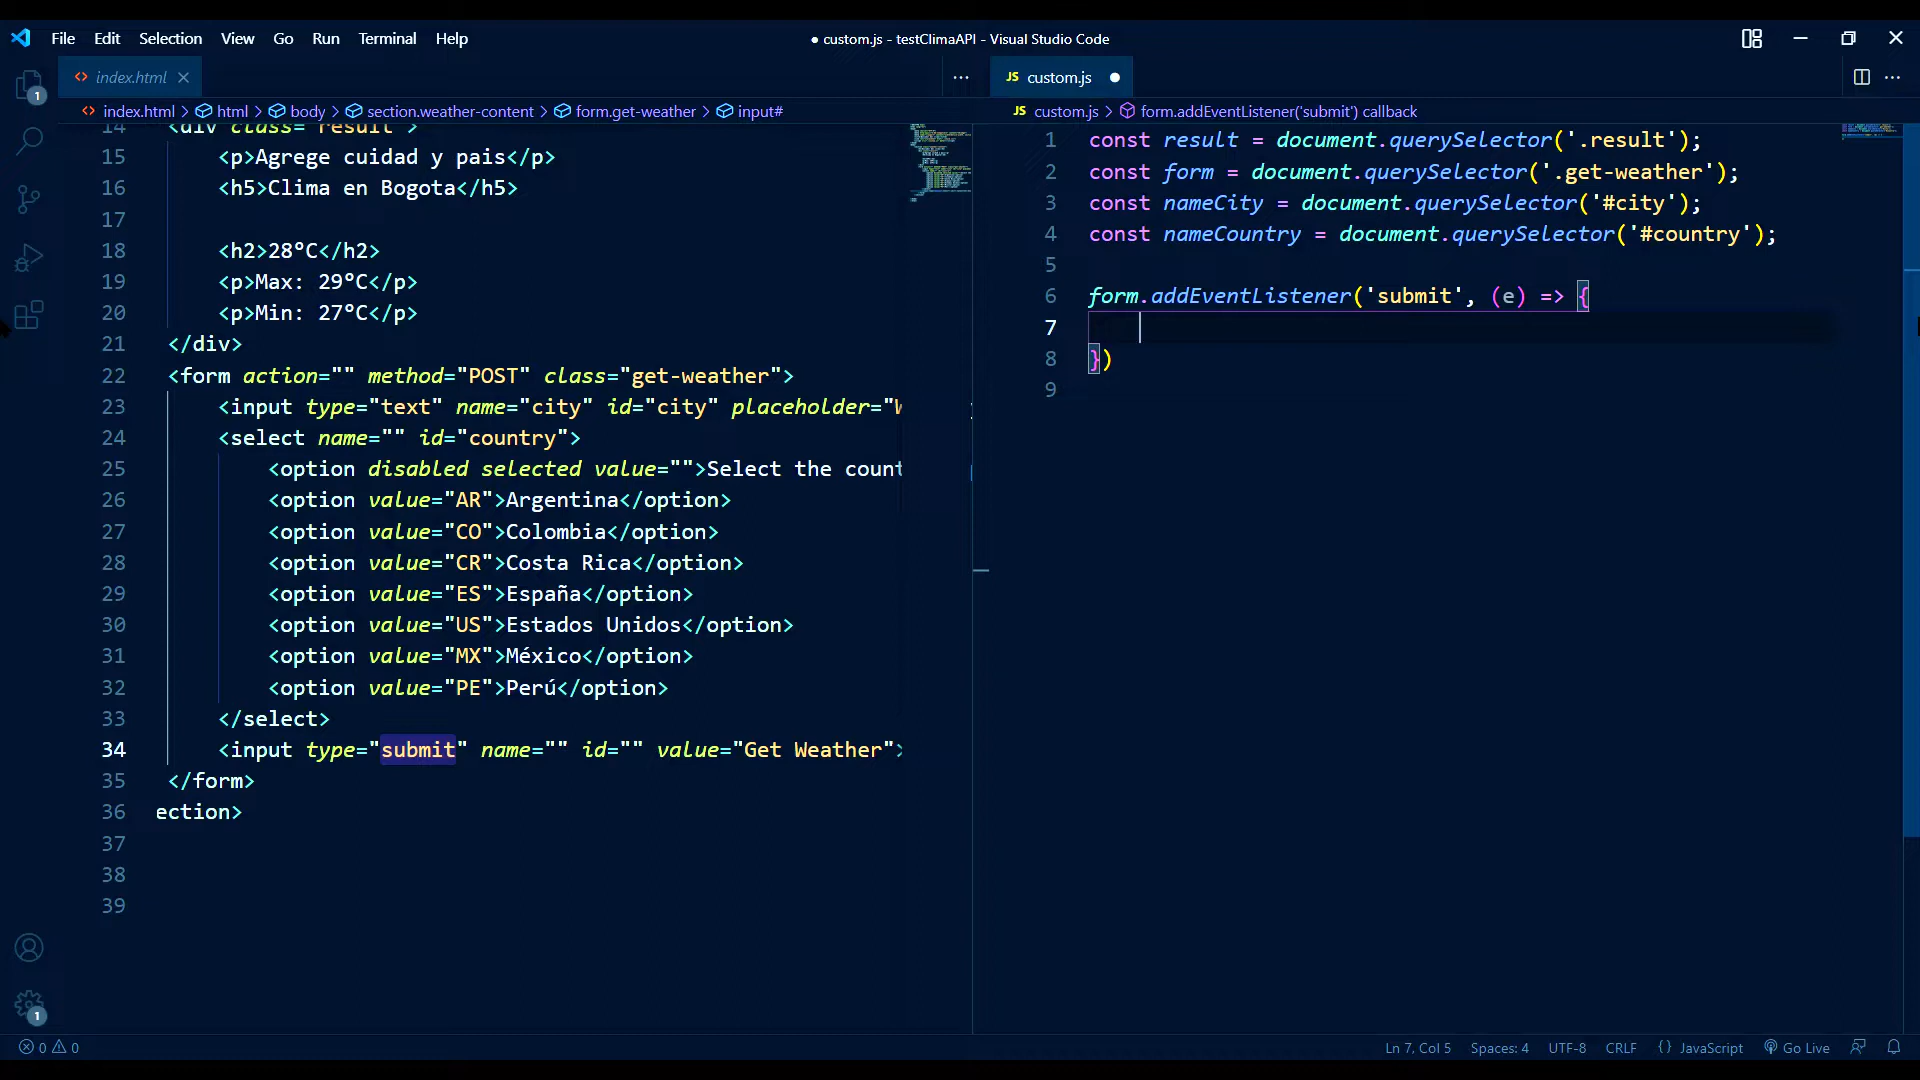 File Edit Selection View Go Run Terminal Help
● custom.js - testClimaAPI - Visual Studio Code
index.html
JS custom.js
index.html > html > body > section.weather-content > form.get-weather > input#
JS custom.js > form.addEventListener('submit') callback
14 <div class="result">
15 <p>Agrege cuidad y pais</p>
16 <h5>Clima en Bogota</h5>
17
18 <h2>28°C</h2>
19 <p>Max: 29°C</p>
20 <p>Min: 27°C</p>
21 </div>
22 <form action="" method="POST" class="get-weather">
23 <input type="text" name="city" id="city" placeholder="W
24 <select name="" id="country">
25 <option disabled selected value="">Select the count
26 <option value="AR">Argentina</option>
27 <option value="CO">Colombia</option>
28 <option value="CR">Costa Rica</option>
29 <option value="ES">España</option>
30 <option value="US">Estados Unidos</option>
31 <option value="MX">México</option>
32 <option value="PE">Perú</option>
33 </select>
34 <input type="submit" name="" id="" value="Get Weather">
35 </form>
36 ection>
37
38
39
1 const result = document.querySelector('.result');
2 const form = document.querySelector('.get-weather');
3 const nameCity = document.querySelector('#city');
4 const nameCountry = document.querySelector('#country');
5
6 form.addEventListener('submit', (e) => {
7
8 })
9
1
1
0 0
Ln 7, Col 5 Spaces: 4 UTF-8 CRLF {} JavaScript Go Live